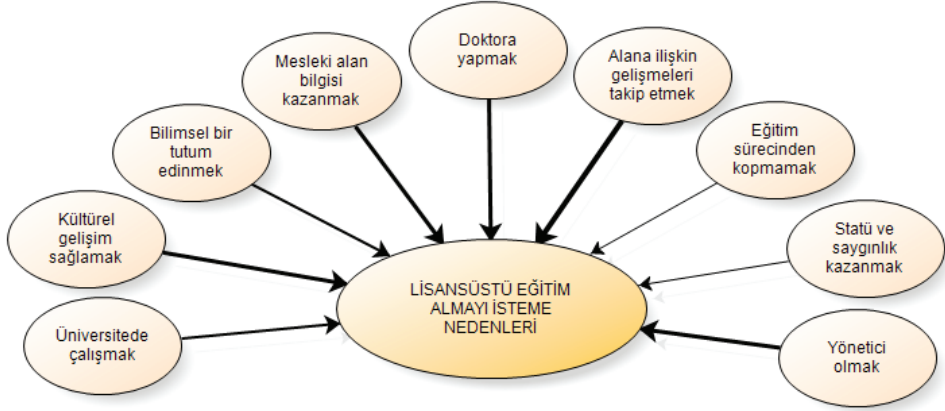 Üniversitede
çalışmak
Kültürel
gelişim
sağlamak
Bilimsel bir
tutum
edinmek
Mesleki alan
bilgisi
kazanmak
Doktora
yapmak
Alana ilişkin
gelişmeleri
takip etmek
Eğitim
sürecinden
kopmamak
Statü ve
saygınlık
kazanmak
Yönetici
olmak
LİSANSÜSTÜ EĞİTİM
ALMAYI İSTEME
NEDENLERİ